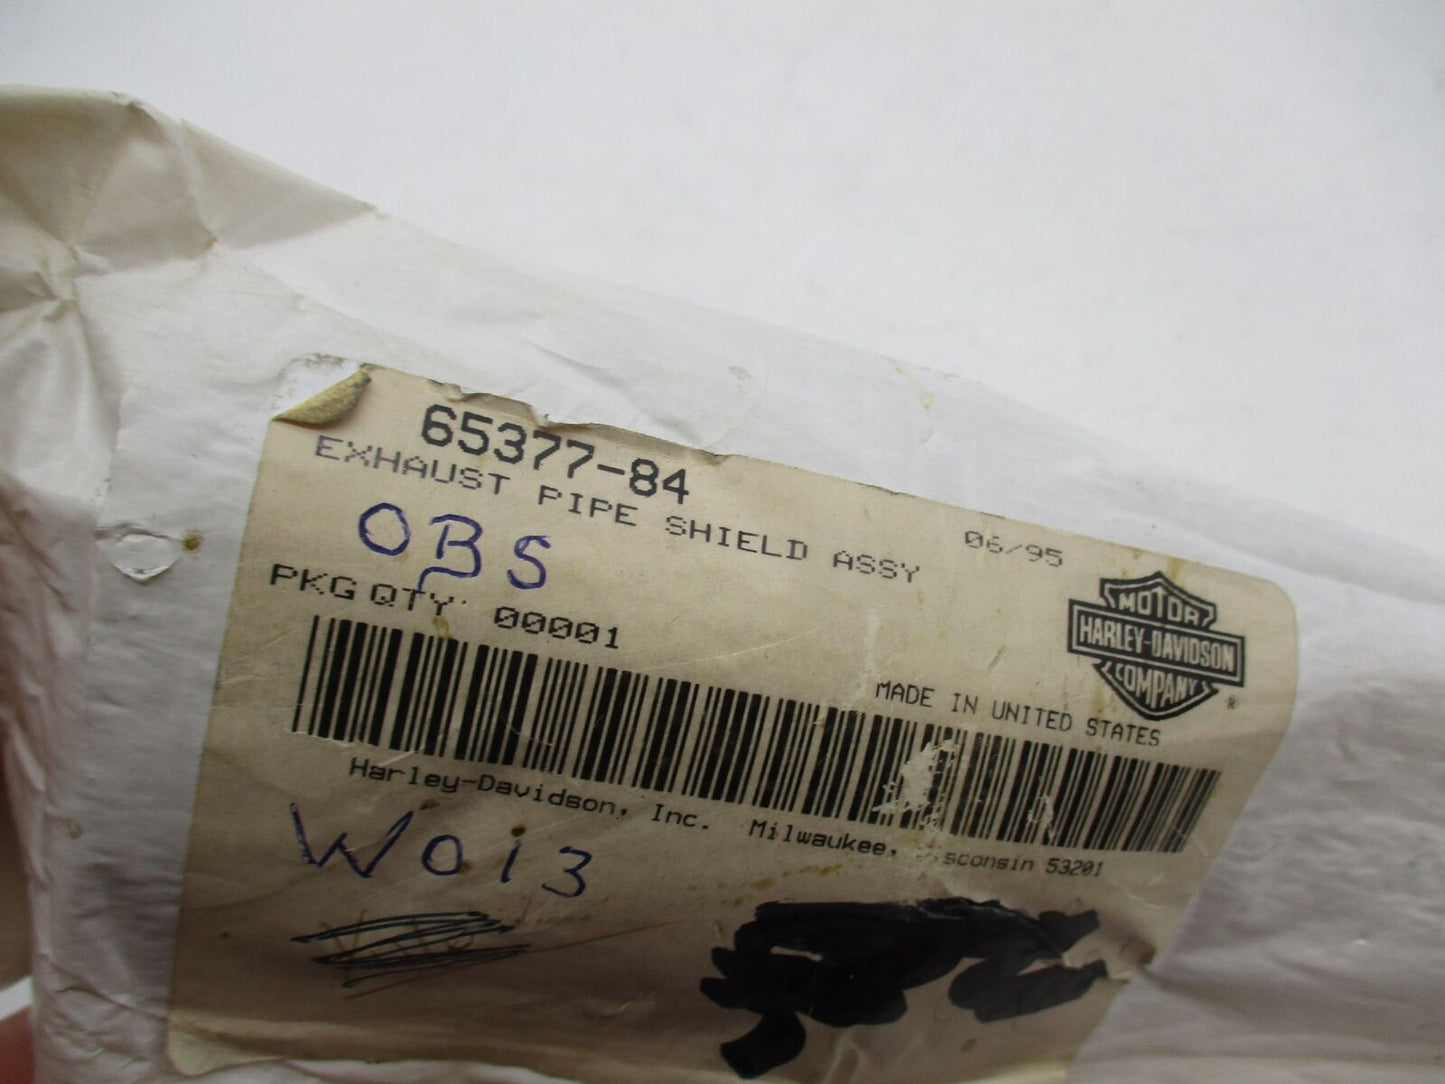 65377-84
EXHAUST PIPE SHIELD ASSY 06/95
OBS
PKG QTY 00001
MOTOR
HARLEY-DAVIDSON
COMPANY
®
MADE IN UNITED STATES
Harley-Davidson, Inc. Milwaukee, isconsin 53201
W013